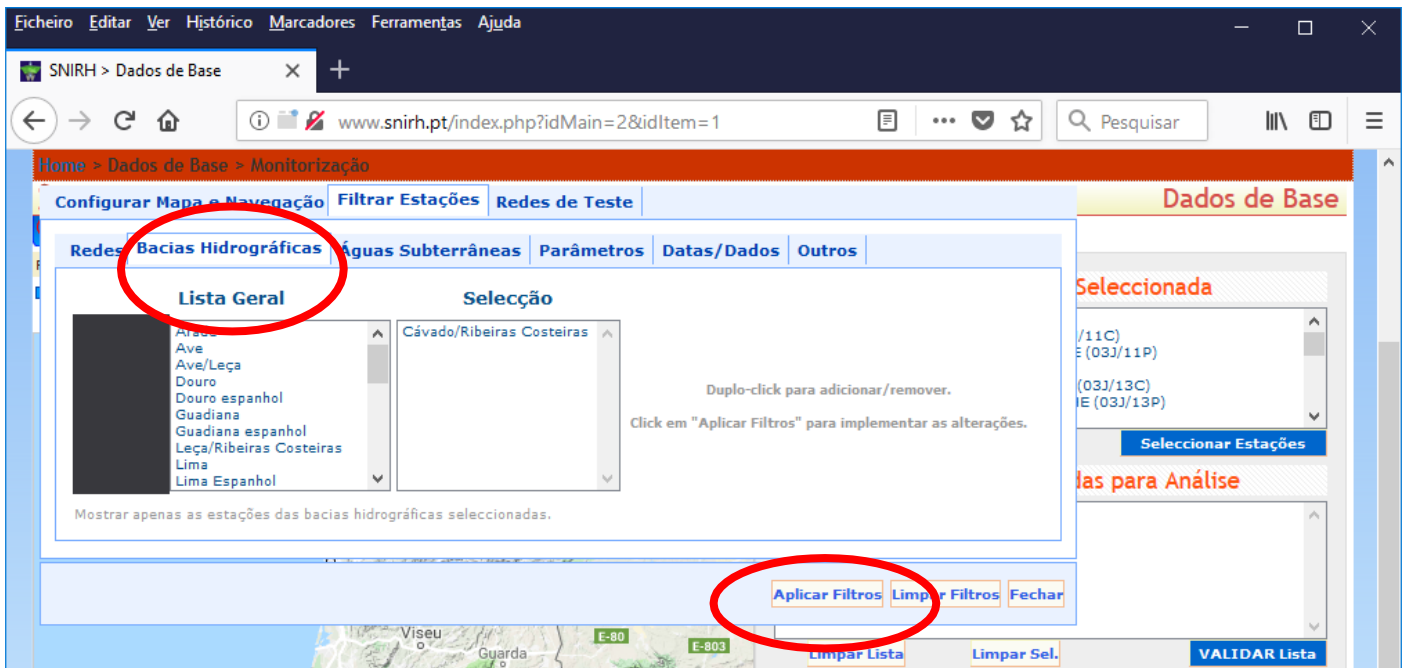 Ficheiro Editar Ver Histórico Marcadores Ferramentas Ajuda
SNIRH > Dados de Base
www.snirh.pt/index.php?idMain=2&idItem=1
Pesquisar
Home > Dados de Base > Monitorização
Configurar Mapa e Navegação Filtrar Estações Redes de Teste
Dados de Base
Redes Bacias Hidrográficas Águas Subterrâneas Parâmetros Datas/Dados Outros
Lista Geral Selecção
Seleccionada
Arade
Ave
Ave/Leça
Douro
Douro espanhol
Guadiana
Guadiana espanhol
Leça/Ribeiras Costeiras
Lima
Lima Espanhol
Cávado/Ribeiras Costeiras
Duplo-click para adicionar/remover.
Click em "Aplicar Filtros" para implementar as alterações.
/11C)
E (03J/11P)
(03J/13C)
IE (03J/13P)
Seleccionar Estações
das para Análise
Mostrar apenas as estações das bacias hidrográficas seleccionadas.
Aplicar Filtros Limpar Filtros Fechar
Viseu
Guarda
E-80
E-803
Limpar Lista Limpar Sel. VALIDAR Lista